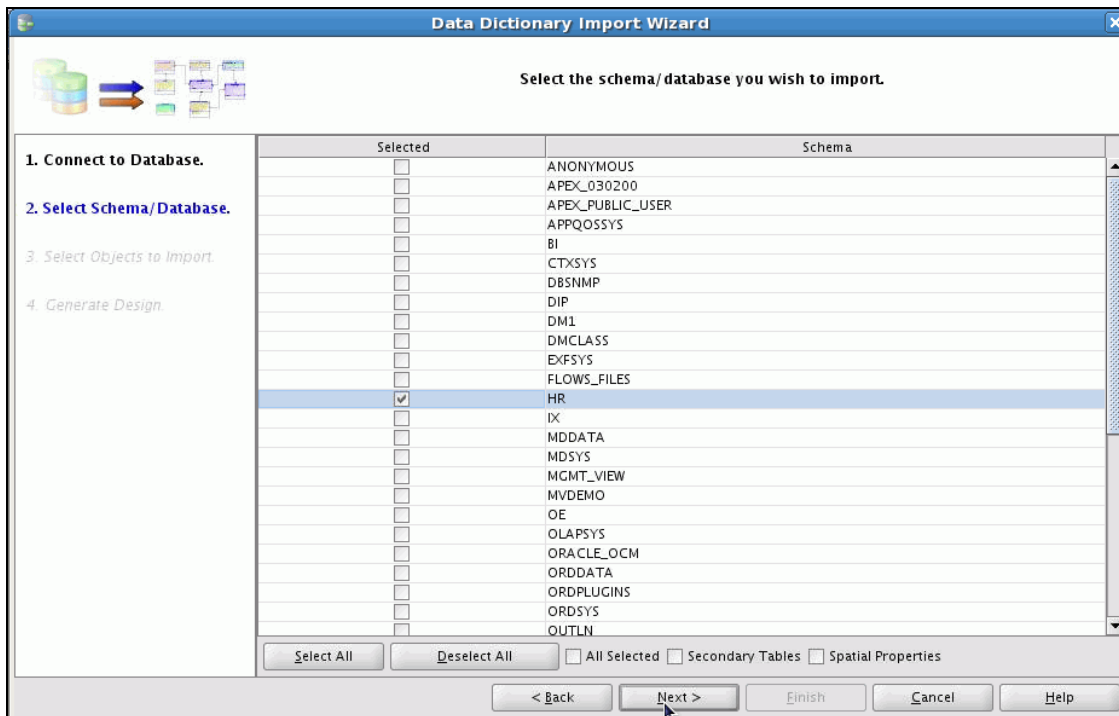 Data Dictionary Import Wizard
Select the schema/database you wish to import.
1. Connect to Database.
2. Select Schema/Database.
3. Select Objects to Import.
4. Generate Design.
Selected Schema
ANONYMOUS
APEX_030200
APEX_PUBLIC_USER
APPQOSSYS
BI
CTXSYS
DBSNMP
DIP
DM1
DMCLASS
EXFSYS
FLOWS_FILES
HR
IX
MDDATA
MDSYS
MGMT_VIEW
MVDEMO
OE
OLAPSYS
ORACLE_OCM
ORDDATA
ORDPLUGINS
ORDSYS
OUTLN
Select All Deselect All All Selected Secondary Tables Spatial Properties
< Back Next > Finish Cancel Help